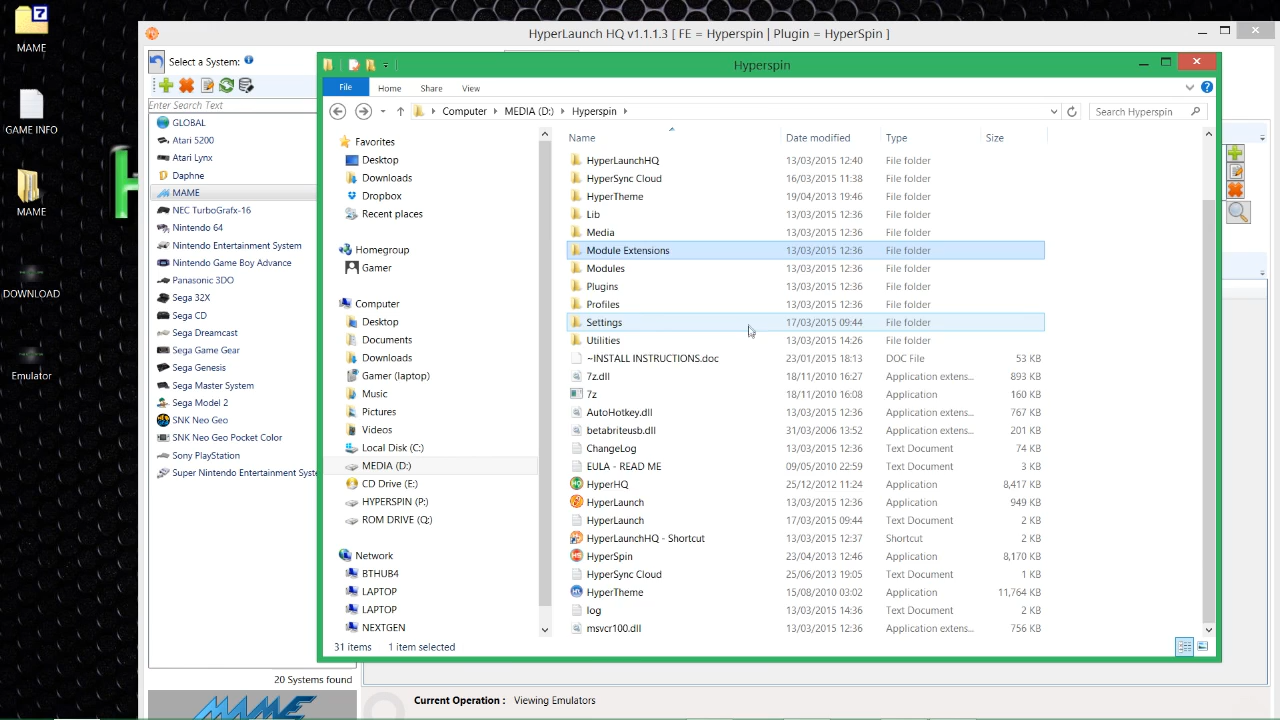 MAME
GAME INFO
MAME
DOWNLOAD
Emulator
HyperLaunch HQ v1.1.1.3 [ FE = Hyperspin | Plugin = HyperSpin ]
Select a System:
Enter Search Text
GLOBAL
Atari 5200
Atari Lynx
Daphne
MAME
NEC TurboGrafx-16
Nintendo 64
Nintendo Entertainment System
Nintendo Game Boy Advance
Panasonic 3DO
Sega 32X
Sega CD
Sega Dreamcast
Sega Game Gear
Sega Genesis
Sega Master System
Sega Model 2
SNK Neo Geo
SNK Neo Geo Pocket Color
Sony PlayStation
Super Nintendo Entertainment Syste
20 Systems found
MAME
Hyperspin
File Home Share View
Computer MEDIA (D:) Hyperspin
Search Hyperspin
Favorites
Desktop
Downloads
Dropbox
Recent places
Homegroup
Gamer
Computer
Desktop
Documents
Downloads
Gamer (laptop)
Music
Pictures
Videos
Local Disk (C:)
MEDIA (D:)
CD Drive (E:)
HYPERSPIN (P:)
ROM DRIVE (Q:)
Network
BTHUB4
LAPTOP
LAPTOP
NEXTGEN
Name Date modified Type Size
HyperLaunchHQ 13/03/2015 12:40 File folder
HyperSync Cloud 16/03/2015 11:38 File folder
HyperTheme 19/04/2013 19:46 File folder
Lib 13/03/2015 12:36 File folder
Media 13/03/2015 12:36 File folder
Module Extensions 13/03/2015 12:36 File folder
Modules 13/03/2015 12:36 File folder
Plugins 13/03/2015 12:36 File folder
Profiles 13/03/2015 12:36 File folder
Settings 17/03/2015 09:44 File folder
Utilities 13/03/2015 14:26 File folder
~INSTALL INSTRUCTIONS.doc 23/01/2015 18:13 DOC File 53 KB
7z.dll 18/11/2010 16:27 Application extens... 893 KB
7z 18/11/2010 16:08 Application 160 KB
AutoHotkey.dll 13/03/2015 12:36 Application extens... 767 KB
betabriteusb.dll 31/03/2006 13:52 Application extens... 201 KB
ChangeLog 13/03/2015 12:36 Text Document 74 KB
EULA - READ ME 09/05/2010 22:59 Text Document 3 KB
HyperHQ 25/12/2012 11:24 Application 8,417 KB
HyperLaunch 13/03/2015 12:36 Application 949 KB
HyperLaunch 17/03/2015 09:44 Text Document 2 KB
HyperLaunchHQ - Shortcut 13/03/2015 12:37 Shortcut 2 KB
HyperSpin 23/04/2013 12:46 Application 8,170 KB
HyperSync Cloud 25/06/2013 19:05 Text Document 1 KB
HyperTheme 15/08/2010 03:02 Application 11,764 KB
log 13/03/2015 14:36 Text Document 2 KB
msvcr100.dll 13/03/2015 12:36 Application extens... 756 KB
31 items 1 item selected
Current Operation : Viewing Emulators